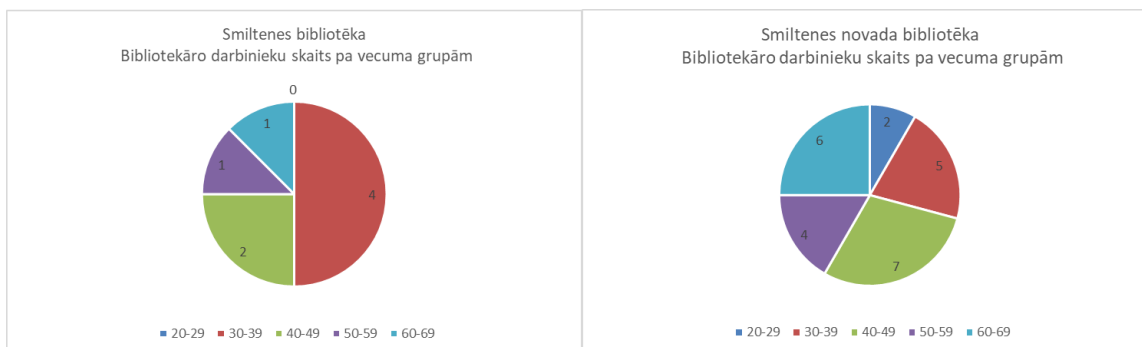 Smiltenes bibliotēka
Bibliotekāro darbinieku skaits pa vecuma grupām
0
1
1
4
2
20-29 30-39 40-49 50-59 60-69
Smiltenes novada bibliotēka
Bibliotekāro darbinieku skaits pa vecuma grupām
2
6
5
4
7
20-29 30-39 40-49 50-59 60-69